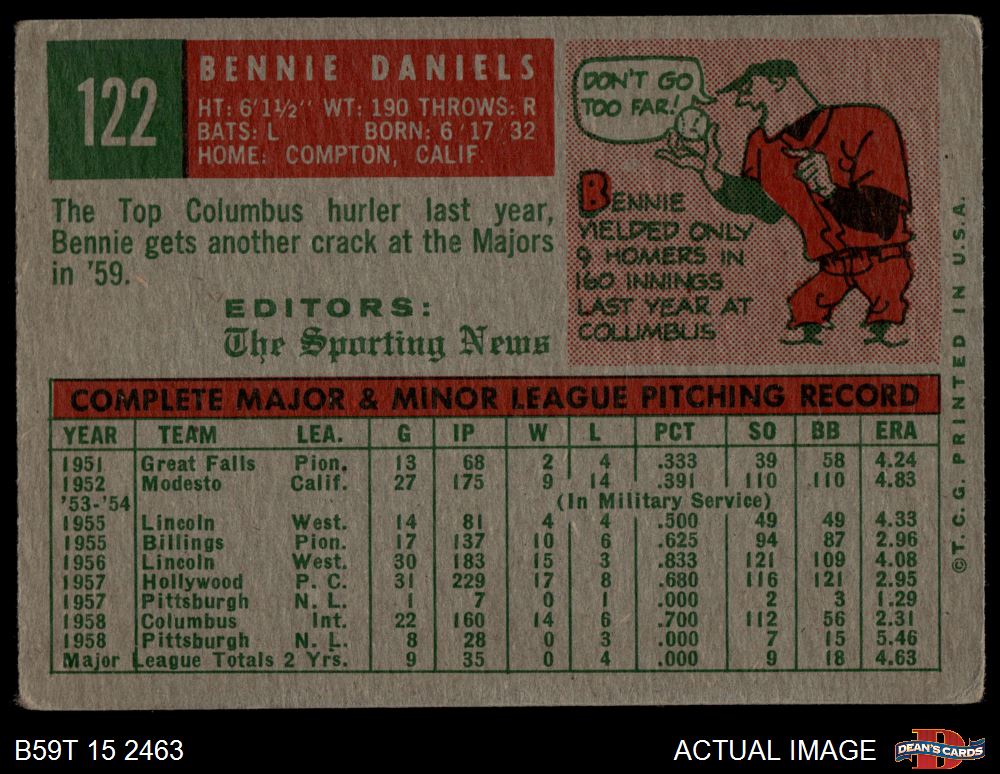 122
BENNIE DANIELS
HT: 6'1½" WT: 190 THROWS: R
BATS: L BORN: 6 17 32
HOME: COMPTON, CALIF.
The Top Columbus hurler last year,
Bennie gets another crack at the Majors
in '59.
EDITORS:
The Sporting News
DON'T GO
TOO FAR!
BENNIE
YIELDED ONLY
9 HOMERS IN
160 INNINGS
LAST YEAR AT
COLUMBUS
COMPLETE MAJOR & MINOR LEAGUE PITCHING RECORD
YEAR TEAM LEA. G IP W L PCT SO BB ERA
1951 Great Falls Pion. 13 68 2 4 .333 39 58 4.24
1952 Modesto Calif. 27 175 9 14 .391 110 110 4.83
'53-'54 (In Military Service)
1955 Lincoln West. 14 81 4 4 .500 49 49 4.33
1955 Billings Pion. 17 137 10 6 .625 94 87 2.96
1956 Lincoln West. 30 183 15 3 .833 121 109 4.08
1957 Hollywood P. C. 31 229 17 8 .680 116 121 2.95
1957 Pittsburgh N. L. 1 7 0 1 .000 2 3 1.29
1958 Columbus Int. 22 160 14 6 .700 112 56 2.31
1958 Pittsburgh N. L. 8 28 0 3 .000 7 15 5.46
Major League Totals 2 Yrs. 9 35 0 4 .000 9 18 4.63
©T. C. G. PRINTED IN U.S.A.
B59T 15 2463
ACTUAL IMAGE
D
DEAN'S CARDS